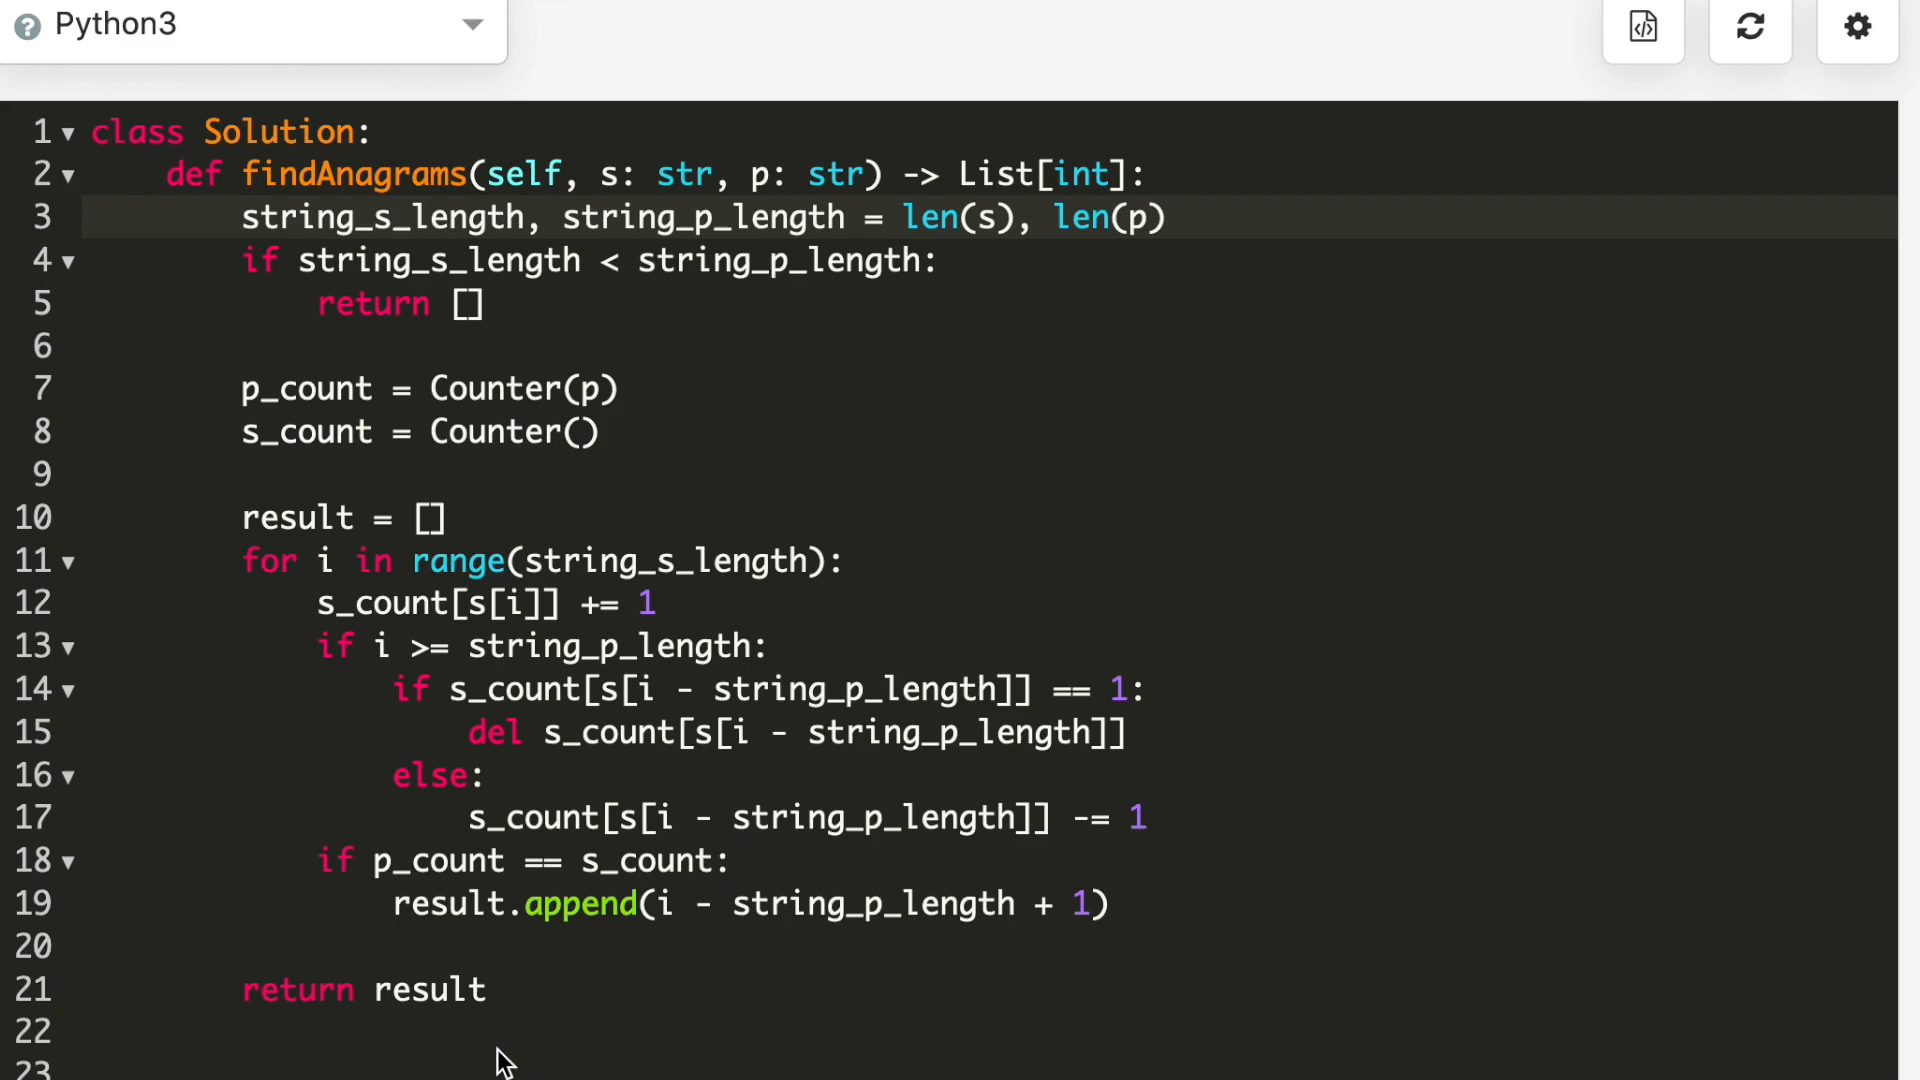 Python3
1 class Solution:
2     def findAnagrams(self, s: str, p: str) -> List[int]:
3         string_s_length, string_p_length = len(s), len(p)
4         if string_s_length < string_p_length:
5             return []
6
7         p_count = Counter(p)
8         s_count = Counter()
9
10         result = []
11         for i in range(string_s_length):
12             s_count[s[i]] += 1
13             if i >= string_p_length:
14                 if s_count[s[i - string_p_length]] == 1:
15                     del s_count[s[i - string_p_length]]
16                 else:
17                     s_count[s[i - string_p_length]] -= 1
18             if p_count == s_count:
19                 result.append(i - string_p_length + 1)
20
21         return result
22
23